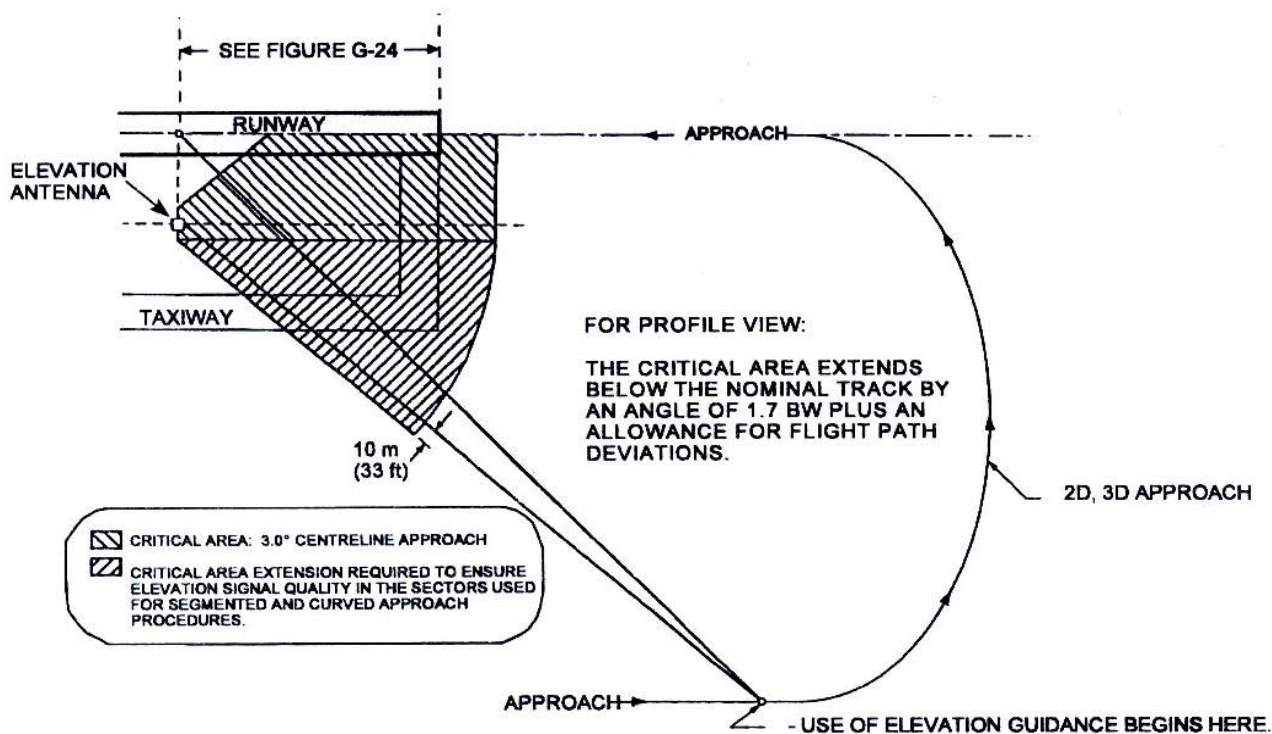 SEE FIGURE G-24
RUNWAY
APPROACH
ELEVATION
ANTENNA
TAXIWAY
FOR PROFILE VIEW:
THE CRITICAL AREA EXTENDS
BELOW THE NOMINAL TRACK BY
AN ANGLE OF 1.7 BW PLUS AN
ALLOWANCE FOR FLIGHT PATH
DEVIATIONS.
10 m
(33 ft)
2D, 3D APPROACH
CRITICAL AREA: 3.0° CENTRELINE APPROACH
CRITICAL AREA EXTENSION REQUIRED TO ENSURE
ELEVATION SIGNAL QUALITY IN THE SECTORS USED
FOR SEGMENTED AND CURVED APPROACH
PROCEDURES.
APPROACH
- USE OF ELEVATION GUIDANCE BEGINS HERE.